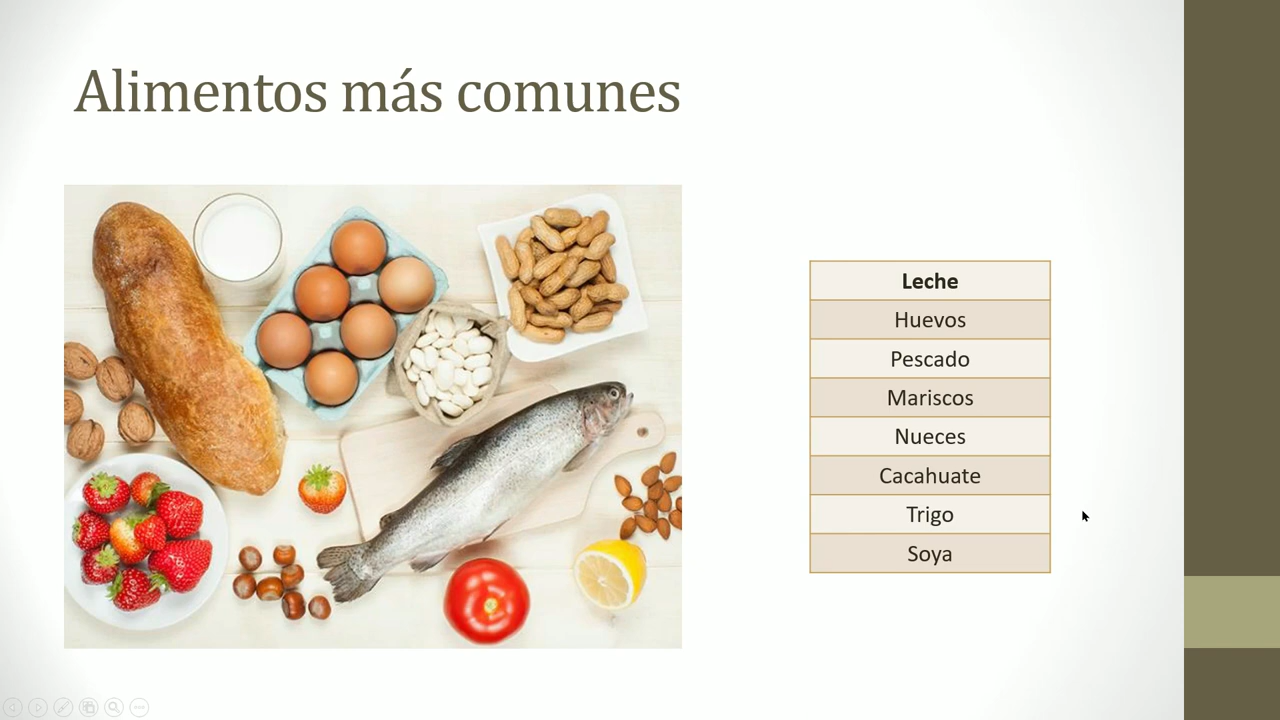 Alimentos más comunes
Leche
Huevos
Pescado
Mariscos
Nueces
Cacahuate
Trigo
Soya